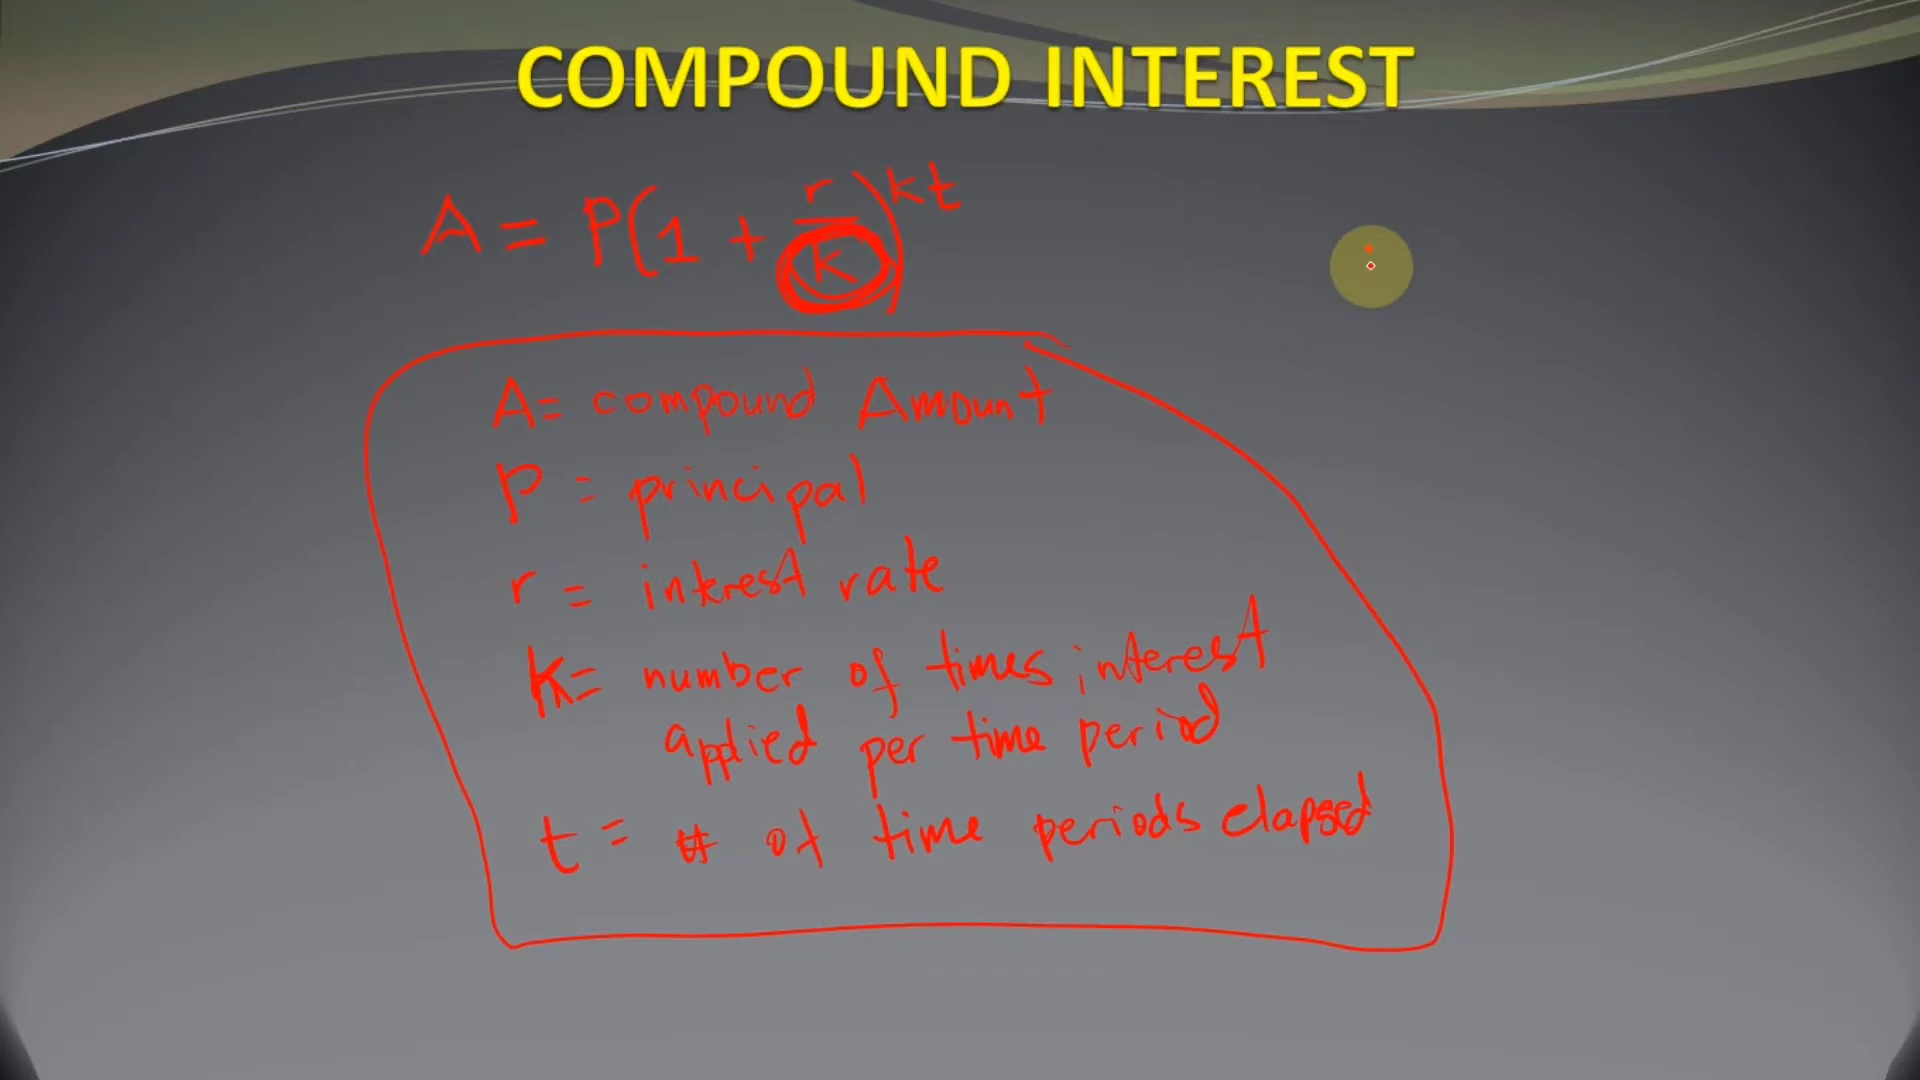 COMPOUND INTEREST
A = P(1 + r/k)^kt
A = compound Amount
P = principal
r = interest rate
k = number of times interest
applied per time period
t = # of time periods elapsed